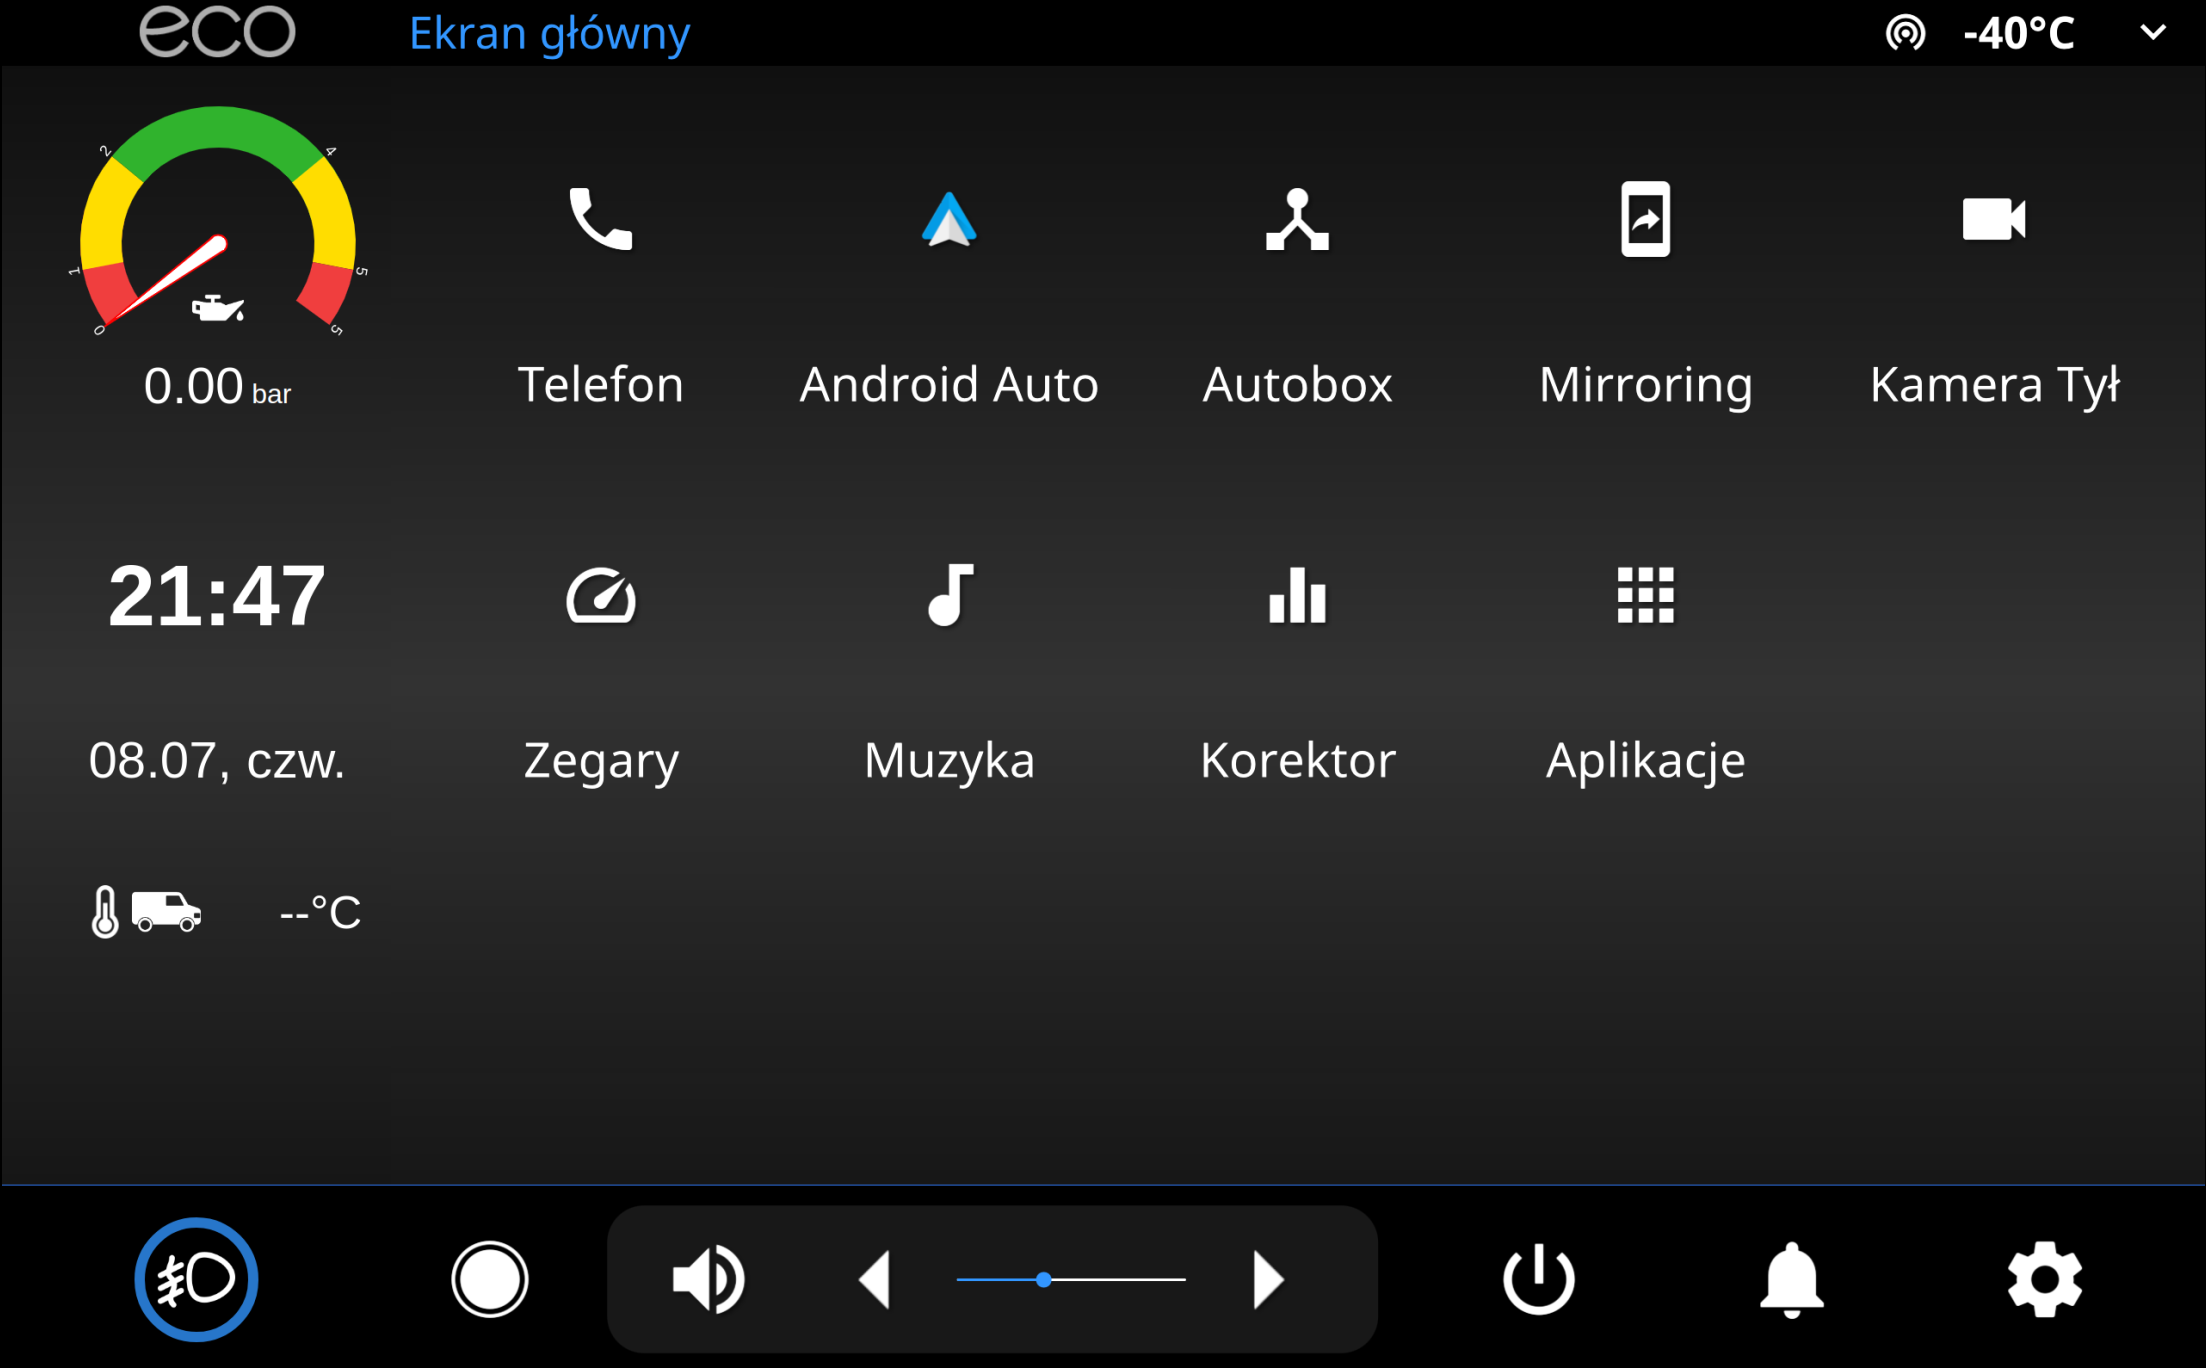 eco
Ekran główny
-40°C
2
4
1
5
0
5
0.00 bar
Telefon
Android Auto
Autobox
Mirroring
Kamera Tył
21:47
08.07, czw.
Zegary
Muzyka
Korektor
Aplikacje
--°C